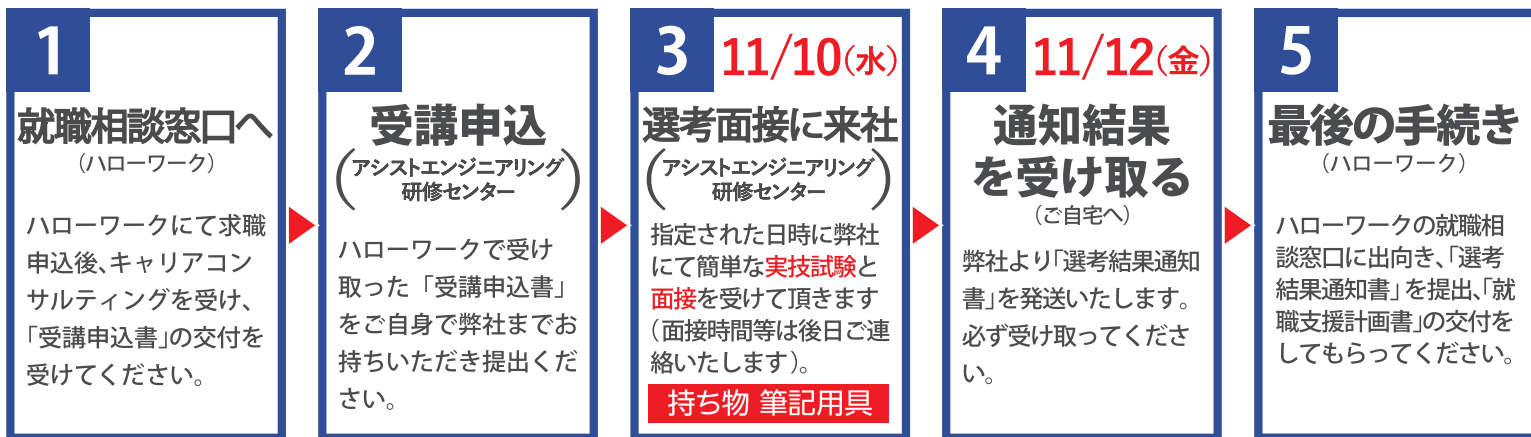 1
就職相談窓口へ
（ハローワーク）
ハローワークにて求職
申込後、キャリアコン
サルティングを受け、
「受講申込書」の交付を
受けてください。
2
受講申込
（アシストエンジニアリング
研修センター）
ハローワークで受け
取った「受講申込書」
をご自身で弊社までお
持ちいただき提出くだ
さい。
3
11/10（水）
選考面接に来社
（アシストエンジニアリング
研修センター）
指定された日時に弊社
にて簡単な実技試験と
面接を受けて頂きます
（面接時間等は後日ご連
絡いたします）。
持ち物 筆記用具
4
11/12（金）
通知結果
を受け取る
（ご自宅へ）
弊社より「選考結果通知
書」を発送いたします。
必ず受け取ってくださ
い。
5
最後の手続き
（ハローワーク）
ハローワークの就職相
談窓口に出向き、「選考
結果通知書」を提出、「就
職支援計画書」の交付を
してもらってください。